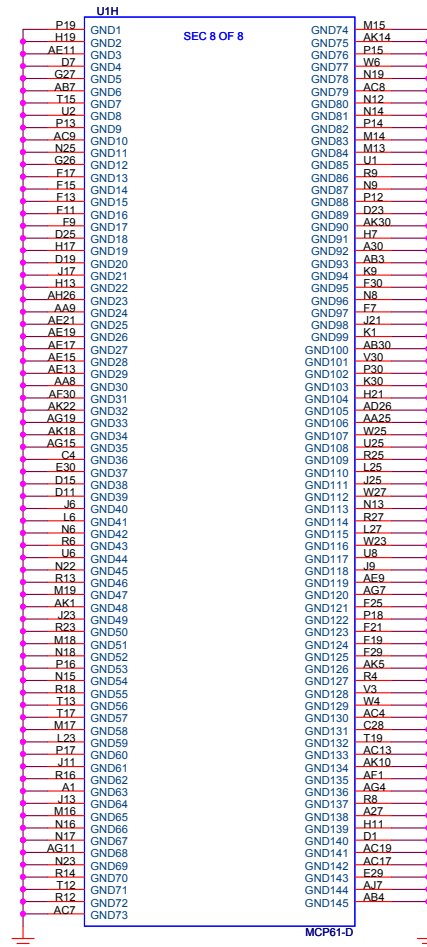 U1H
SEC 8 OF 8
P19 GND1 GND74 M15
H19 GND2 GND75 AK14
AE11 GND3 GND76 P15
D7 GND4 GND77 W6
G27 GND5 GND78 N19
AB7 GND6 GND79 AC8
T15 GND7 GND80 N12
U2 GND8 GND81 N14
P13 GND9 GND82 P14
AC9 GND10 GND83 M14
N25 GND11 GND84 M13
G26 GND12 GND85 U1
F17 GND13 GND86 R9
F15 GND14 GND87 N9
F13 GND15 GND88 P12
F11 GND16 GND89 D23
F9 GND17 GND90 AK30
D25 GND18 GND91 H7
H17 GND19 GND92 A30
D19 GND20 GND93 AB3
J17 GND21 GND94 K9
H13 GND22 GND95 F30
AH26 GND23 GND96 N8
AA9 GND24 GND97 F7
AE21 GND25 GND98 J21
AE19 GND26 GND99 K1
AE17 GND27 GND100 AB30
AE15 GND28 GND101 V30
AE13 GND29 GND102 P30
AA8 GND30 GND103 K30
AF30 GND31 GND104 H21
AK22 GND32 GND105 AD26
AG19 GND33 GND106 AA25
AK18 GND34 GND107 W25
AG15 GND35 GND108 U25
C4 GND36 GND109 R25
E30 GND37 GND110 L25
D15 GND38 GND111 J25
D11 GND39 GND112 W27
J6 GND40 GND113 N13
L6 GND41 GND114 R27
N6 GND42 GND115 L27
R6 GND43 GND116 W23
U6 GND44 GND117 U8
N22 GND45 GND118 J9
R13 GND46 GND119 AE9
M19 GND47 GND120 AG7
AK1 GND48 GND121 F25
J23 GND49 GND122 P18
R23 GND50 GND123 F21
M18 GND51 GND124 F19
N18 GND52 GND125 F29
P16 GND53 GND126 AK5
N15 GND54 GND127 R4
R18 GND55 GND128 V3
T13 GND56 GND129 W4
T17 GND57 GND130 AC4
M17 GND58 GND131 C28
L23 GND59 GND132 T19
P17 GND60 GND133 AC13
J11 GND61 GND134 AK10
R16 GND62 GND135 AF1
A1 GND63 GND136 AG4
J13 GND64 GND137 R8
M16 GND65 GND138 A27
N16 GND66 GND139 H11
N17 GND67 GND140 D1
AG11 GND68 GND141 AC19
N23 GND69 GND142 AC17
R14 GND70 GND143 E29
T12 GND71 GND144 AJ7
R12 GND72 GND145 AB4
AC7 GND73
MCP61-D